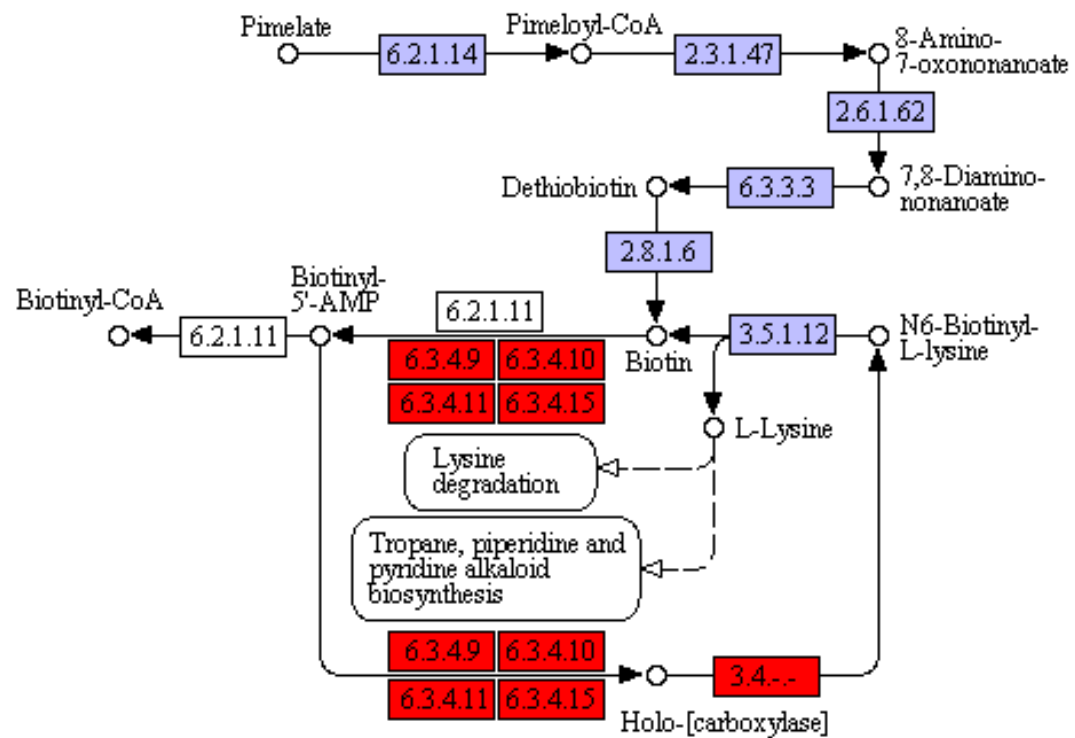 Pimelate
6.2.1.14
Pimeloyl-CoA
2.3.1.47
8-Amino-
7-oxononanoate
2.6.1.62
Dethiobiotin
6.3.3.3
7,8-Diamino-
nonanoate
2.8.1.6
Biotinyl-CoA
6.2.1.11
Biotinyl-
5'-AMP
6.2.1.11
6.3.4.9 6.3.4.10
6.3.4.11 6.3.4.15
Biotin
3.5.1.12
N6-Biotinyl-
L-lysine
L-Lysine
Lysine
degradation
Tropane, piperidine and
pyridine alkaloid
biosynthesis
6.3.4.9 6.3.4.10
6.3.4.11 6.3.4.15
3.4.-.-
Holo-[carboxylase]